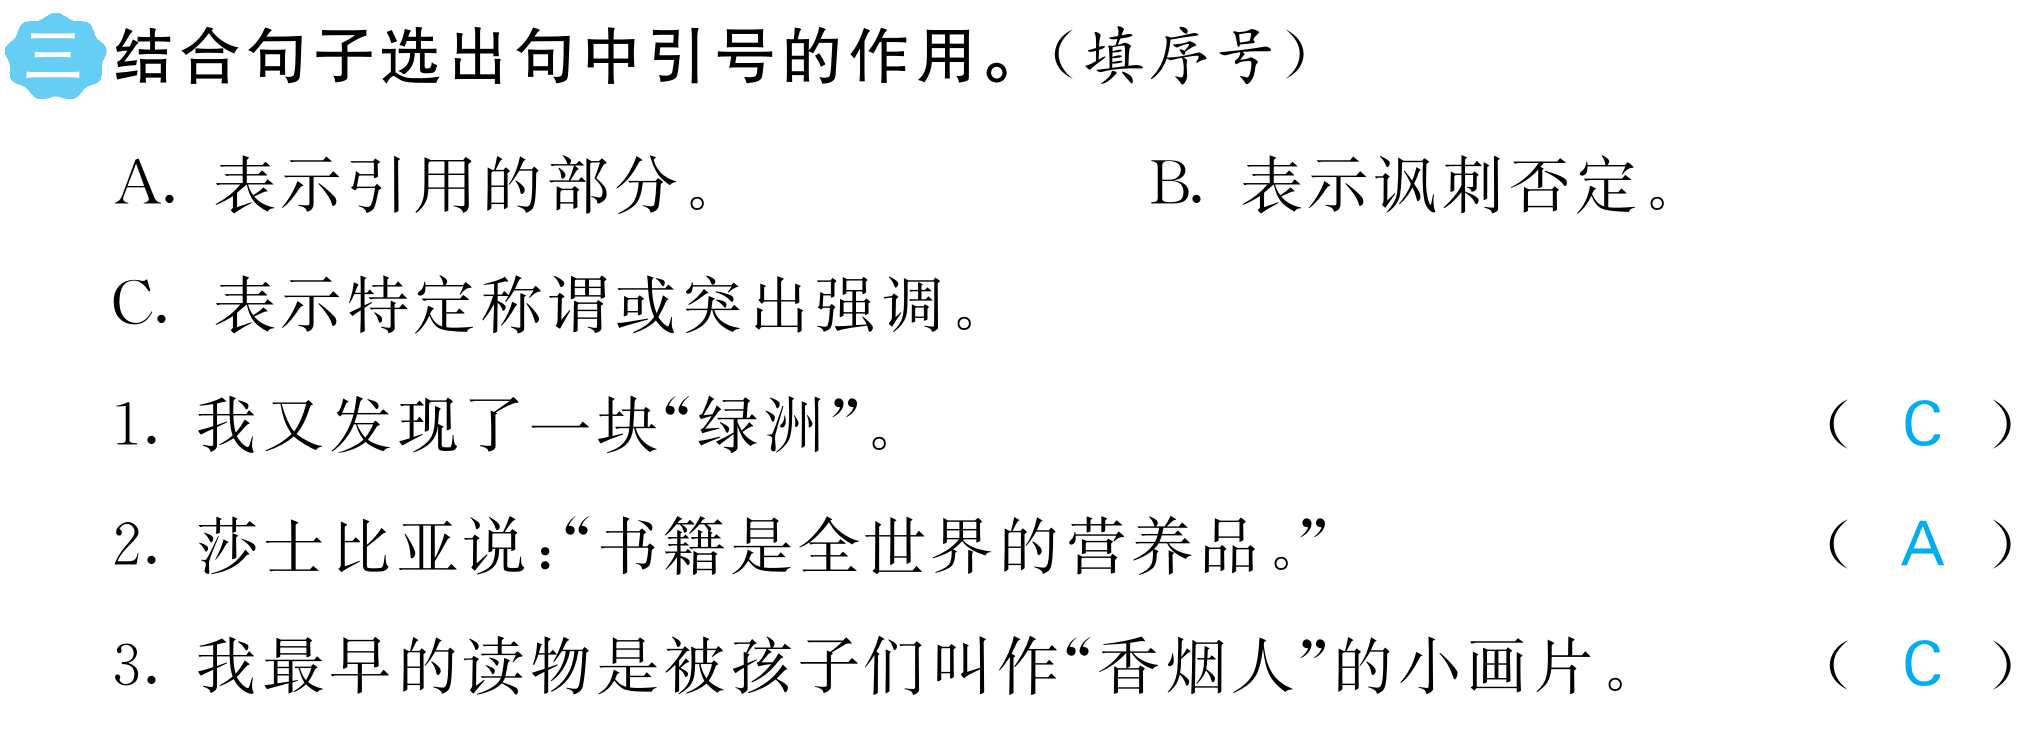 三 结合句子选出句中引号的作用。（填序号）
A. 表示引用的部分。 B. 表示讽刺否定。
C. 表示特定称谓或突出强调。
1. 我又发现了一块“绿洲”。 （ C ）
2. 莎士比亚说：“书籍是全世界的营养品。” （ A ）
3. 我最早的读物是被孩子们叫作“香烟人”的小画片。 （ C ）